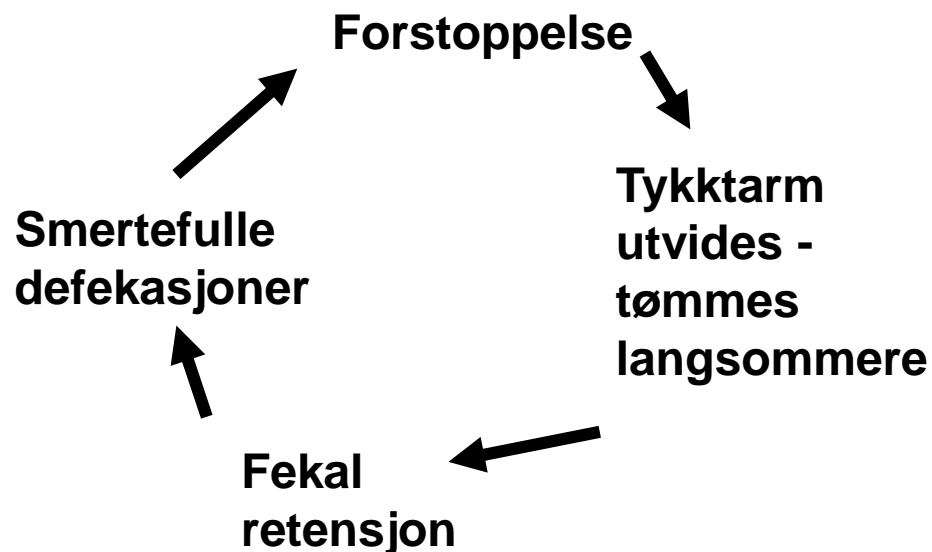 Forstoppelse
Tykktarm
utvides -
tømmes
langsommere
Fekal
retensjon
Smertefulle
defekasjoner